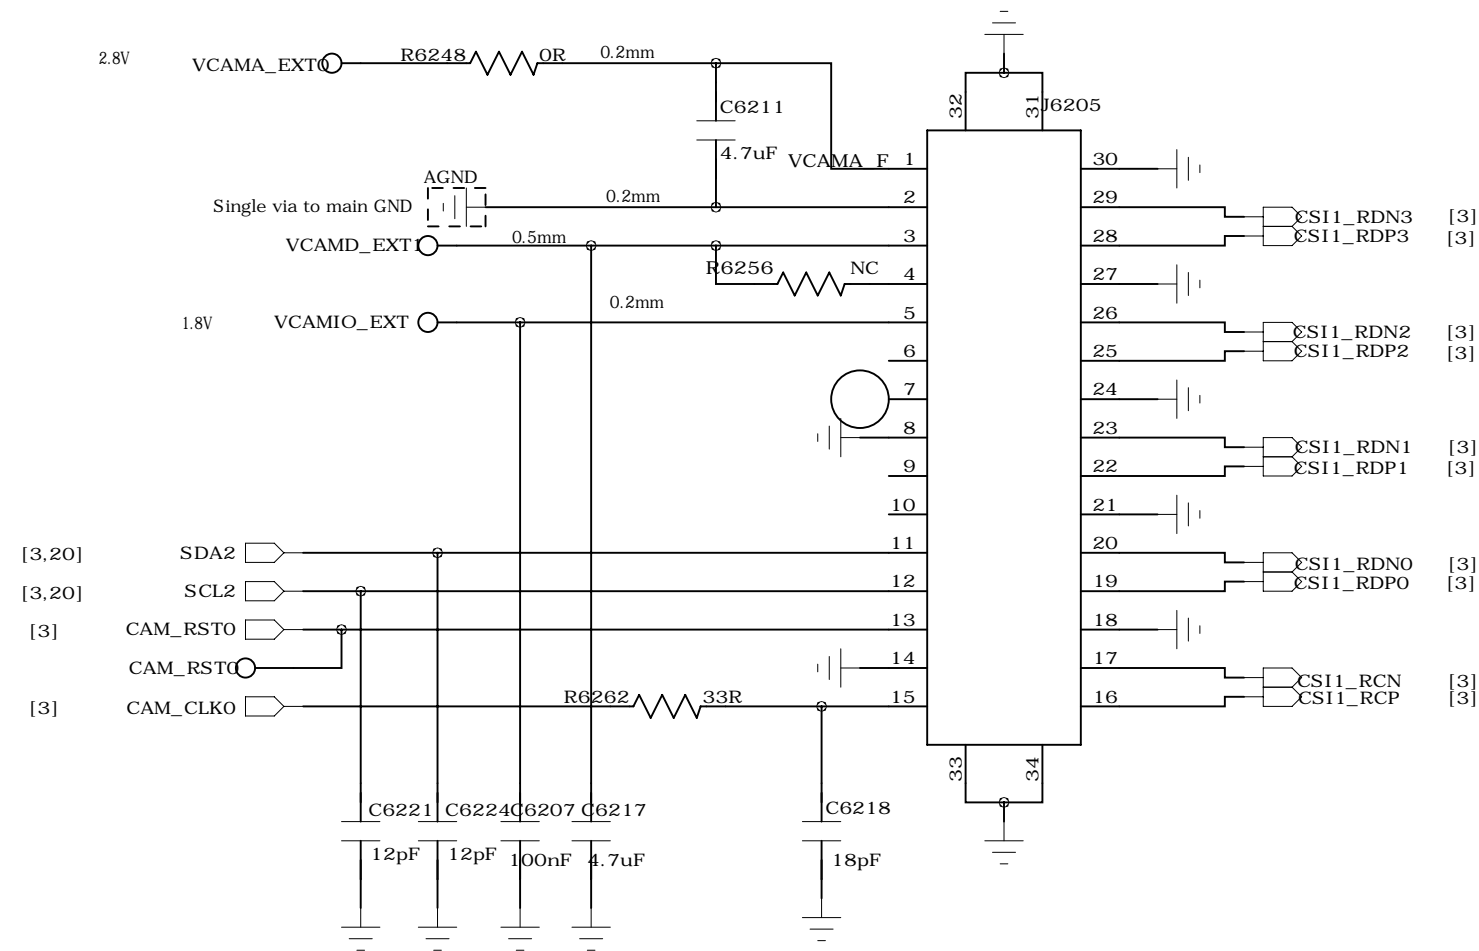 32
31
J6205
2.8V
VCAMA_EXT0
R6248
0R
0.2mm
C6211
4.7uF
VCAMA_F
1
30
AGND
Single via to main GND
0.2mm
2
29
CSI1_RDN3
[3]
VCAMD_EXT1
0.5mm
3
28
CSI1_RDP3
[3]
R6256
NC
4
27
1.8V
VCAMIO_EXT
0.2mm
5
26
CSI1_RDN2
[3]
6
25
CSI1_RDP2
[3]
7
24
8
23
CSI1_RDN1
[3]
9
22
CSI1_RDP1
[3]
10
21
[3,20]
SDA2
11
20
CSI1_RDN0
[3]
[3,20]
SCL2
12
19
CSI1_RDP0
[3]
[3]
CAM_RST0
13
18
CAM_RST0
14
17
CSI1_RCN
[3]
[3]
CAM_CLK0
R6262
33R
15
16
CSI1_RCP
[3]
33
34
C6221
C6224
C6207
C6217
C6218
12pF
12pF
100nF
4.7uF
18pF